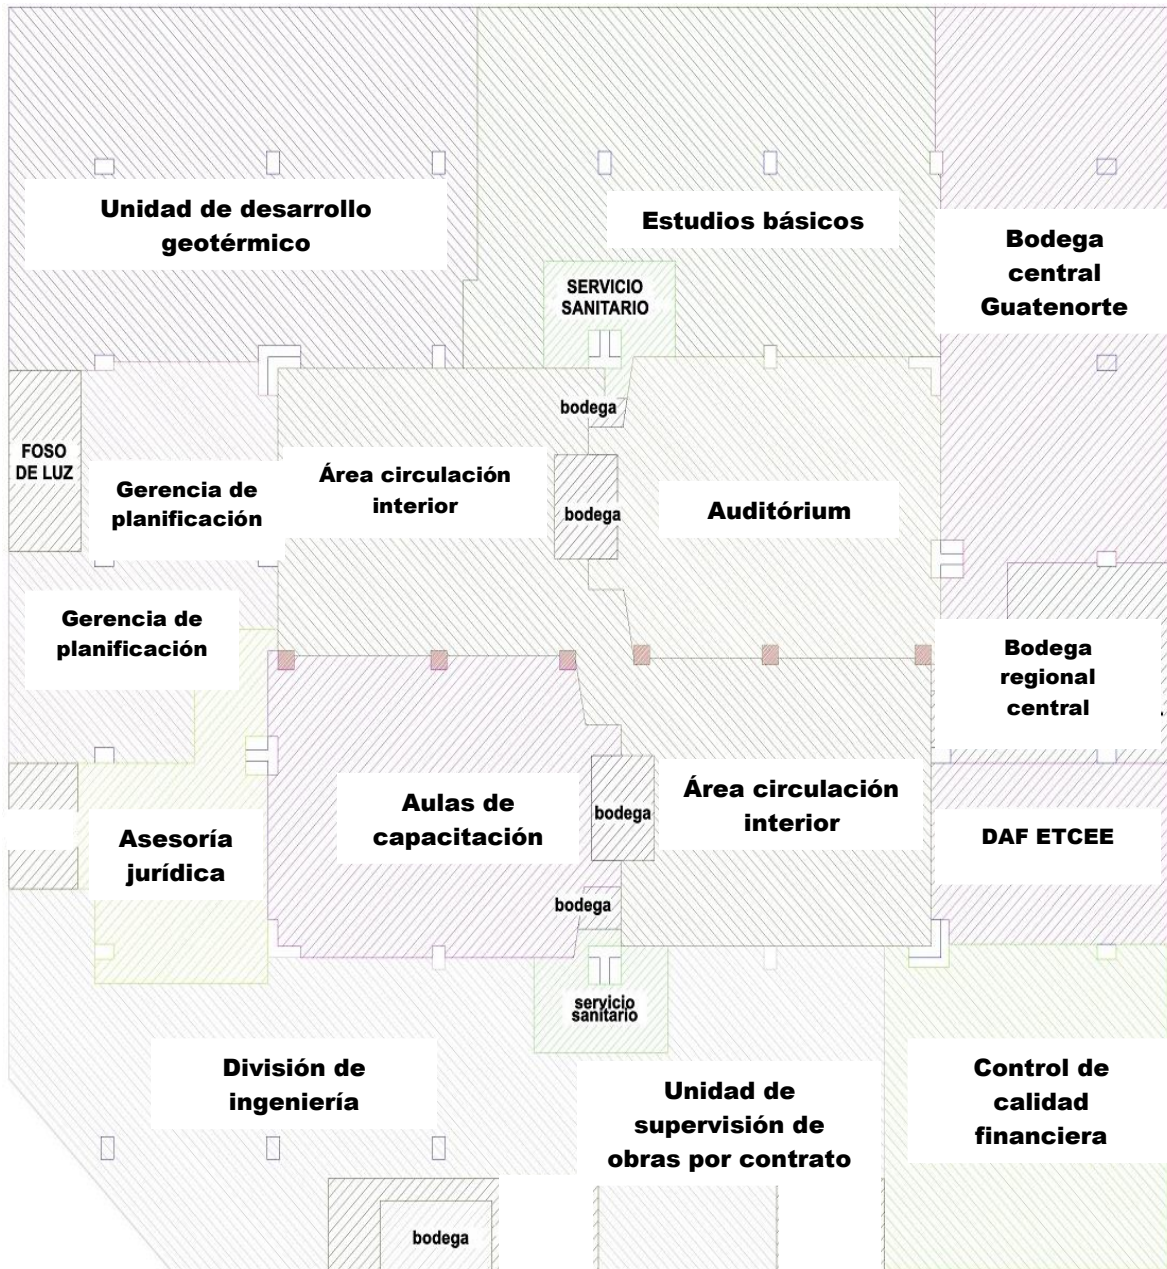 Unidad de desarrollo
geotérmico
Estudios básicos
Bodega
central
Guatenorte
SERVICIO
SANITARIO
bodega
FOSO
DE LUZ
Gerencia de
planificación
Área circulación
interior
bodega
Auditórium
Gerencia de
planificación
Bodega
regional
central
Aulas de
capacitación
bodega
Área circulación
interior
DAF ETCEE
Asesoría
jurídica
bodega
servicio
sanitario
División de
ingeniería
Unidad de
supervisión de
obras por contrato
Control de
calidad
financiera
bodega